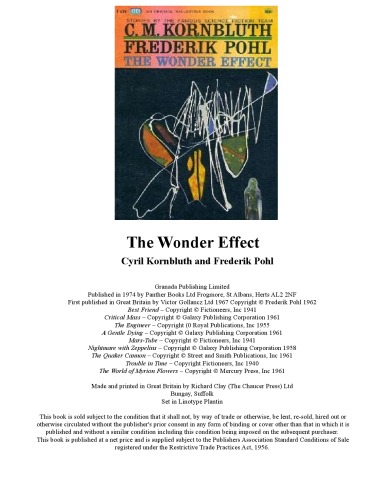 AN ORIGINAL BALLANTINE BOOK
STORIES BY THE FAMOUS SCIENCE FICTION TEAM
C. M. KORNBLUTH
FREDERIK POHL
THE WONDER EFFECT
The Wonder Effect
Cyril Kornbluth and Frederik Pohl
Granada Publishing Limited
Published in 1974 by Panther Books Ltd Frogmore, St Albans, Herts AL2 2NF
First published in Great Britain by Victor Gollancz Ltd 1967 Copyright © Frederik Pohl 1962
Best Friend – Copyright © Fictioneers, Inc 1941
Critical Mass – Copyright © Galaxy Publishing Corporation 1961
The Engineer – Copyright (0 Royal Publications, Inc 1955
A Gentle Dying – Copyright © Galaxy Publishing Corporation 1961
Mars-Tube – Copyright © Fictioneers, Inc 1941
Nightmare with Zeppelins – Copyright © Galaxy Publishing Corporation 1958
The Quaker Cannon – Copyright © Street and Smith Publications, Inc 1961
Trouble in Time – Copyright © Fictioneers, Inc 1940
The World of Myrion Flowers – Copyright © Mercury Press, Inc 1961
Made and printed in Great Britain by Richard Clay (The Chaucer Press) Ltd
Bungay, Suffolk
Set in Linotype Plantin
This book is sold subject to the condition that it shall not, by way of trade or otherwise, be lent, re-sold, hired out or
otherwise circulated without the publisher's prior consent in any form of binding or cover other than that in which it is
published and without a similar condition including this condition being imposed on the subsequent purchaser.
This book is published at a net price and is supplied subject to the Publishers Association Standard Conditions of Sale
registered under the Restrictive Trade Practices Act, 1956.